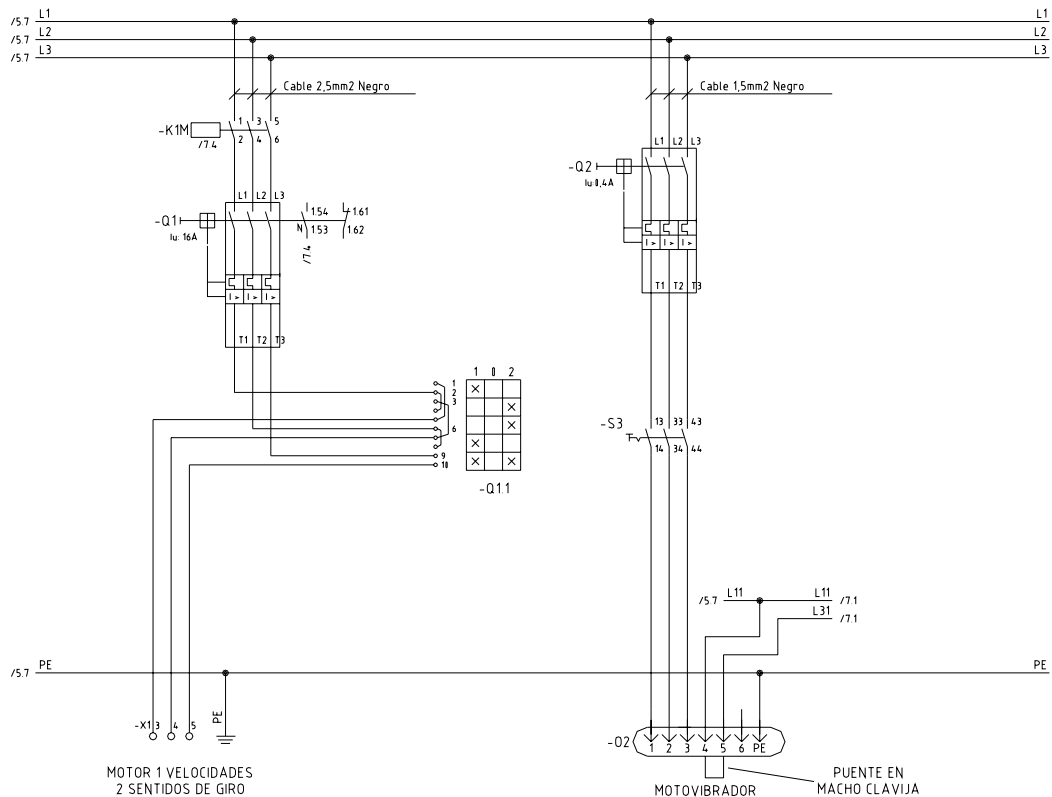 /5.7 L1 L1
/5.7 L2 L2
/5.7 L3 L3
Cable 2,5mm2 Negro
Cable 1,5mm2 Negro
-K1M
/7.4
1 3 5
2 4 6
-Q1
Iu: 16A
L1 L2 L3
1.54 1.61
N 1.53 1.62
/7.4
I > I > I >
T1 T2 T3
-Q2
Iu:0,4A
L1 L2 L3
I > I > I >
T1 T2 T3
1 0 2
1
2
3
6
9
10
X
X
X
X
X X
-Q1.1
-S3
13 33 43
14 34 44
/5.7 L11 L11 /7.1
L31 /7.1
/5.7 PE PE
-X1 3 4 5
PE
-02
1 2 3 4 5 6 PE
MOTOR 1 VELOCIDADES
2 SENTIDOS DE GIRO
MOTOVIBRADOR
PUENTE EN
MACHO CLAVIJA